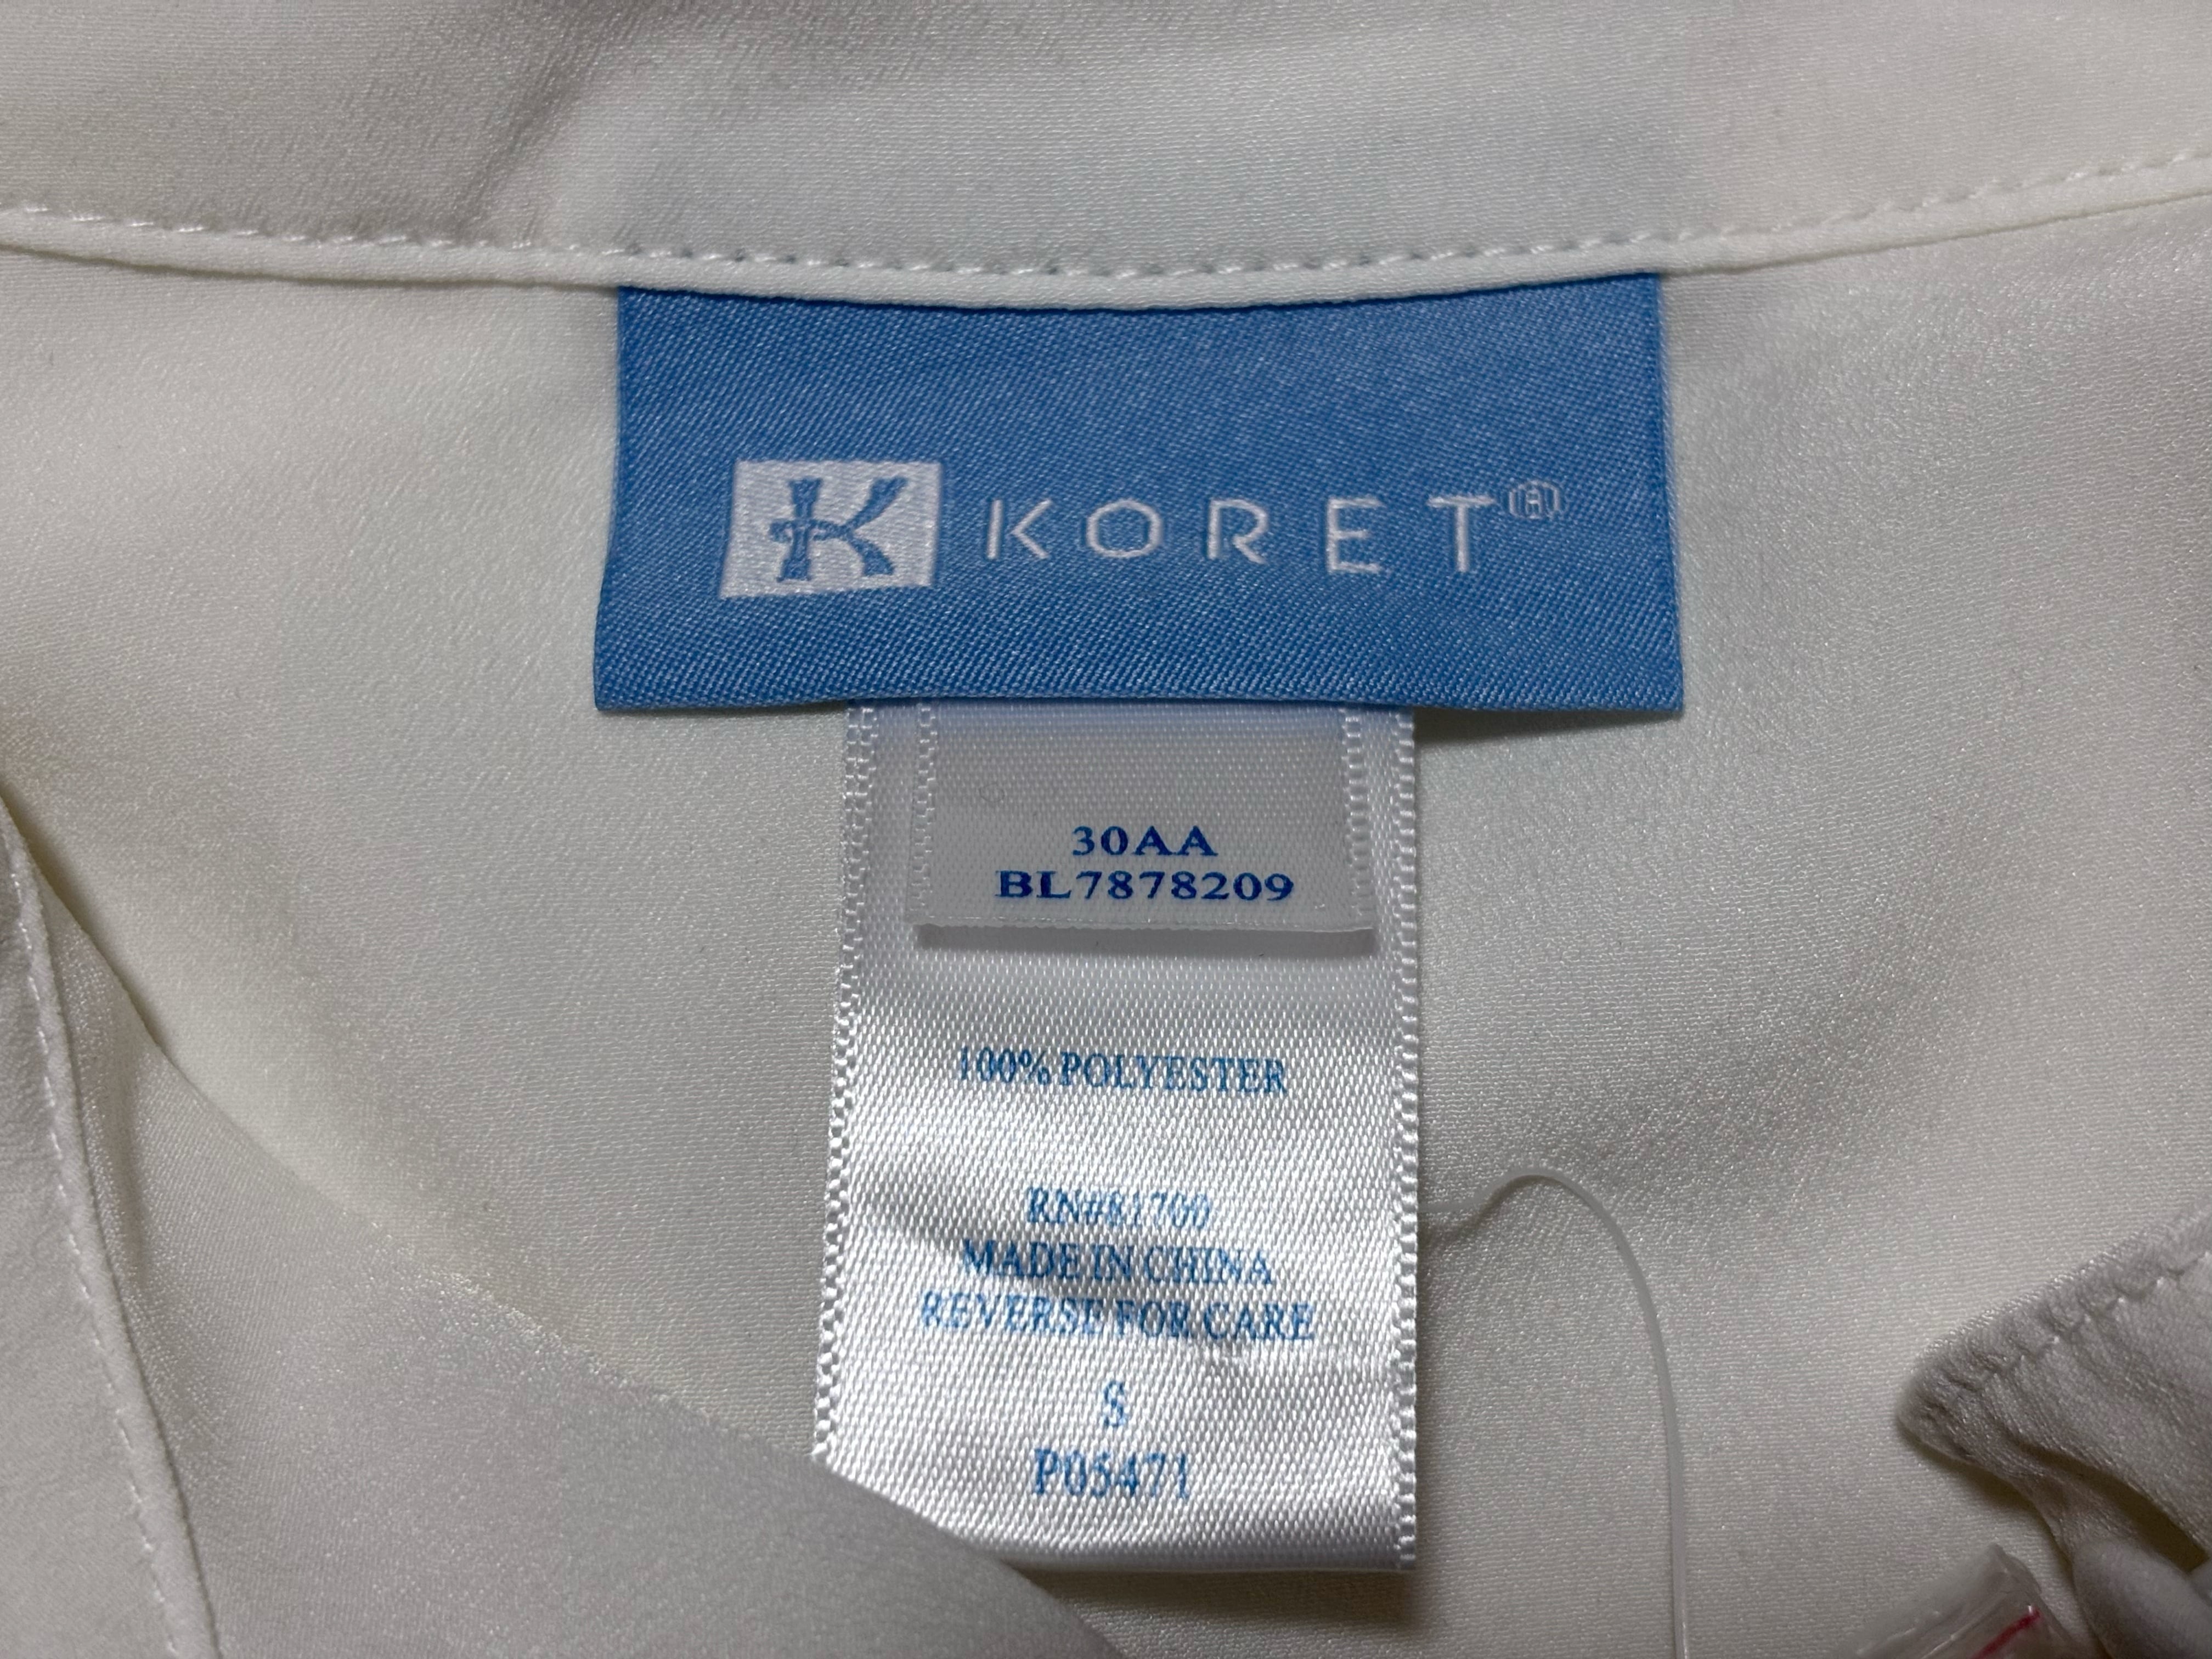 K KORET®
30AA
BL7878209
100% POLYESTER
RN#81700
MADE IN CHINA
REVERSE FOR CARE
S
P05471